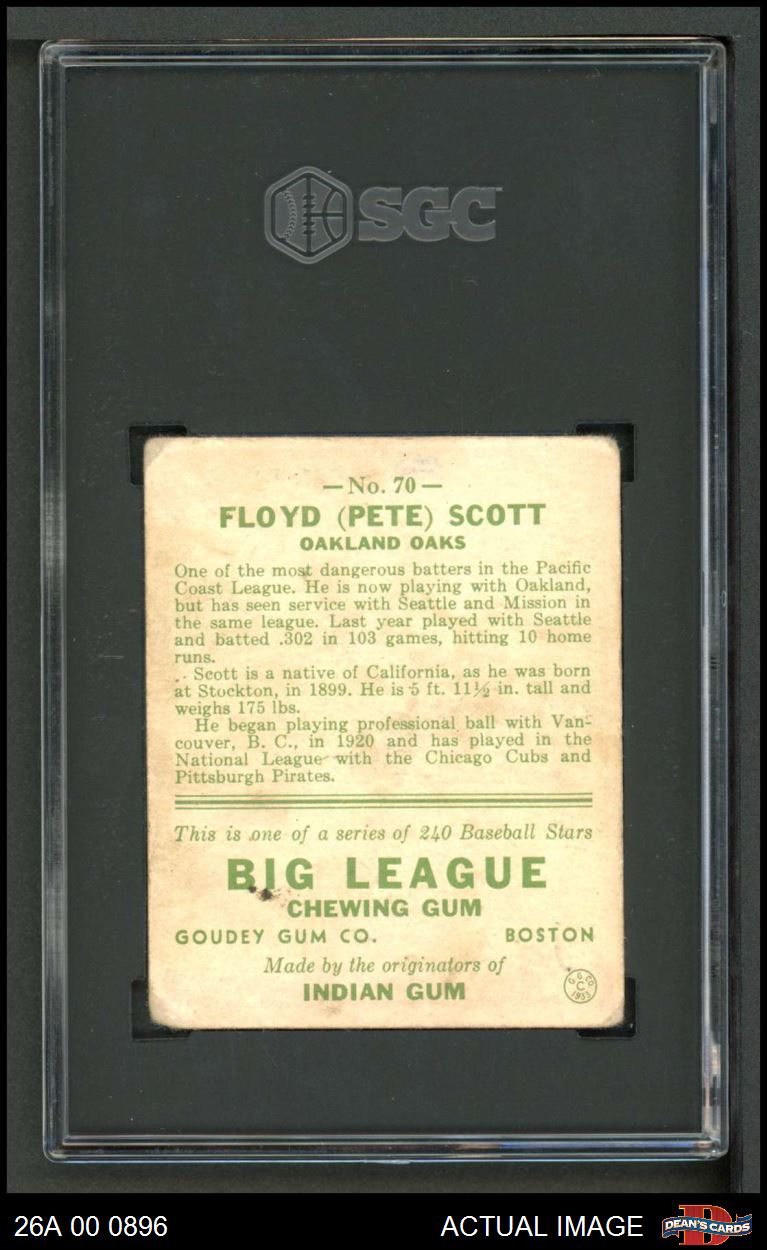 SGC
—No. 70—
FLOYD (PETE) SCOTT
OAKLAND OAKS
One of the most dangerous batters in the Pacific
Coast League. He is now playing with Oakland,
but has seen service with Seattle and Mission in
the same league. Last year played with Seattle
and batted .302 in 103 games, hitting 10 home
runs.
Scott is a native of California, as he was born
at Stockton, in 1899. He is 5 ft. 11½ in. tall and
weighs 175 lbs.
He began playing professional ball with Van-
couver, B. C., in 1920 and has played in the
National League with the Chicago Cubs and
Pittsburgh Pirates.
This is one of a series of 240 Baseball Stars
BIG LEAGUE
CHEWING GUM
GOUDEY GUM CO. BOSTON
Made by the originators of
INDIAN GUM
G. G. CO.
C
1933
26A 00 0896 ACTUAL IMAGE D DEAN'S CARDS